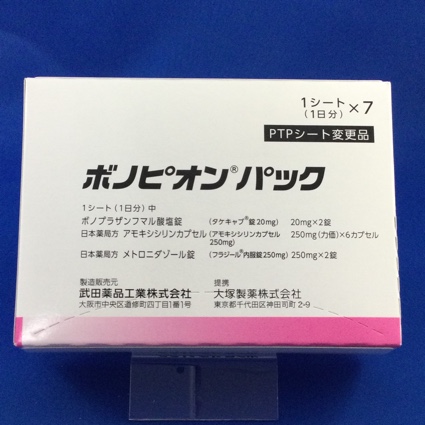 1シート
(1日分)
×7
PTPシート変更品
ボノピオン®パック
1シート(1日分)中
ボノプラザンフマル酸塩錠 (タケキャブ®錠20mg) 20mg×2錠
日本薬局方 アモキシシリンカプセル (アモキシシリンカプセル 250mg) 250mg(力価)×6カプセル
日本薬局方 メトロニダゾール錠 (フラジール®内服錠250mg) 250mg×2錠
製造販売元 提携
武田薬品工業株式会社 大塚製薬株式会社
大阪市中央区道修町四丁目1番1号 東京都千代田区神田司町2-9